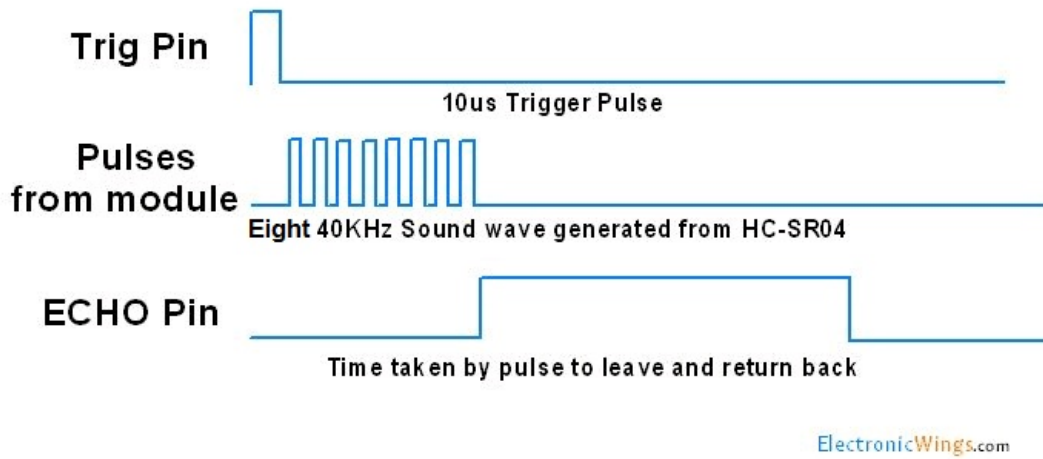 Trig Pin
10us Trigger Pulse
Pulses
from module
Eight 40KHz Sound wave generated from HC-SR04
ECHO Pin
Time taken by pulse to leave and return back
ElectronicWings.com